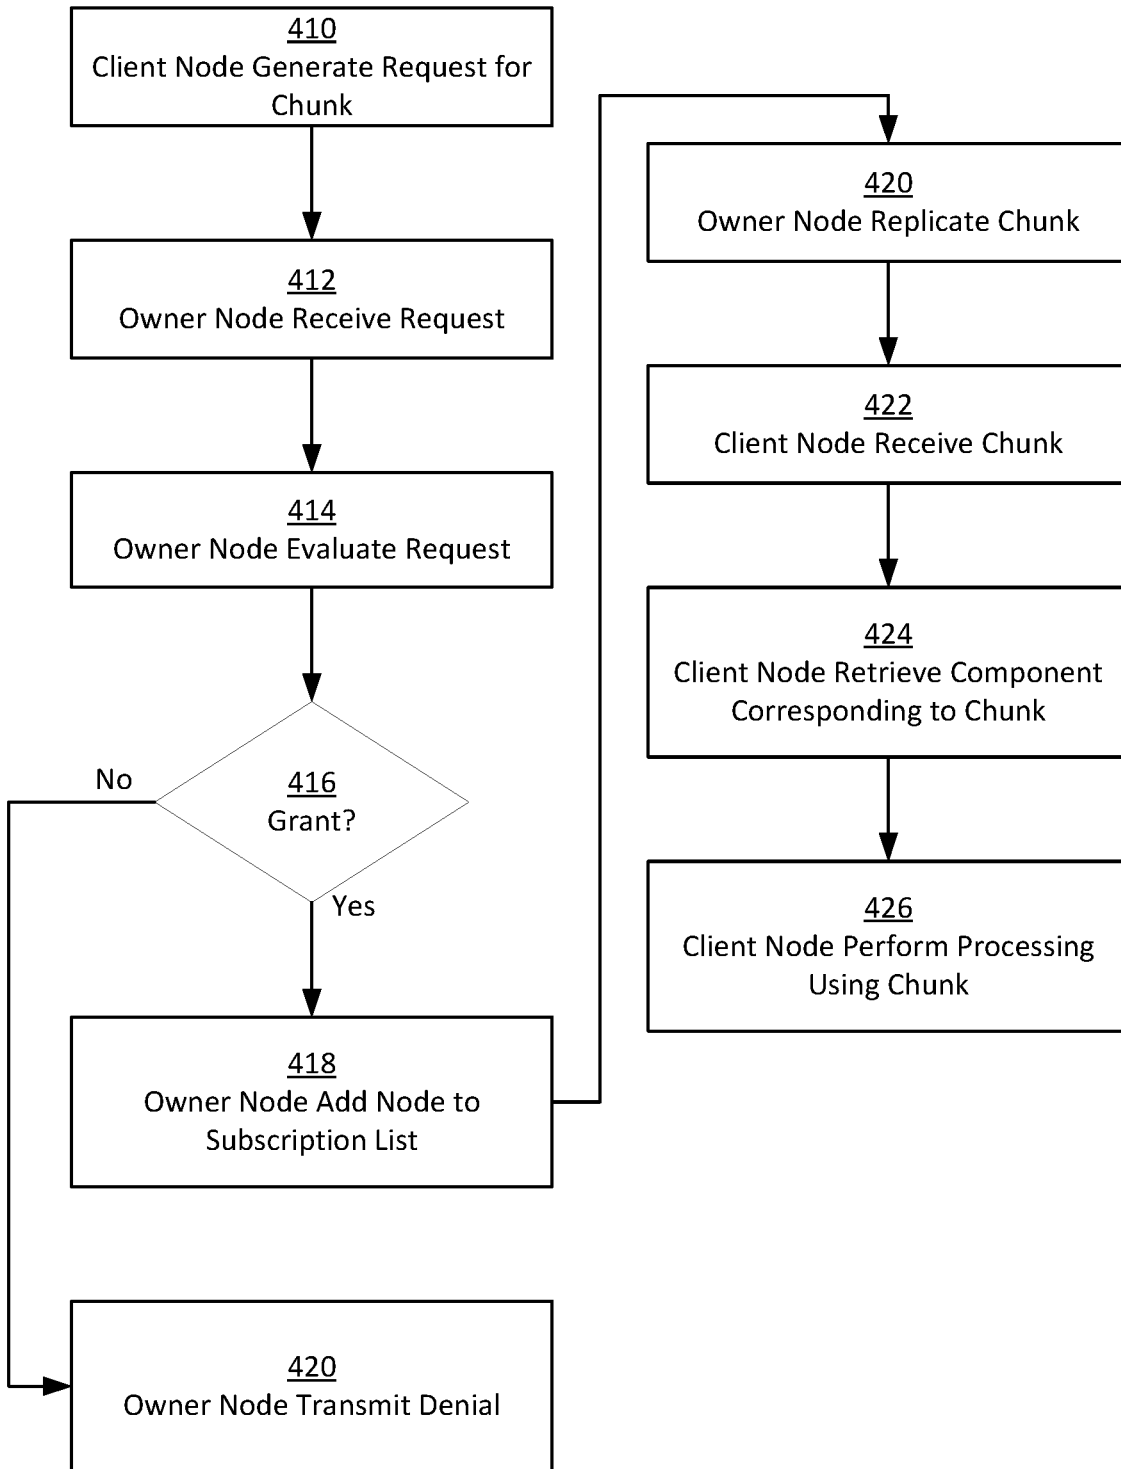 410
Client Node Generate Request for
Chunk
412
Owner Node Receive Request
414
Owner Node Evaluate Request
No
416
Grant?
Yes
418
Owner Node Add Node to
Subscription List
420
Owner Node Transmit Denial
420
Owner Node Replicate Chunk
422
Client Node Receive Chunk
424
Client Node Retrieve Component
Corresponding to Chunk
426
Client Node Perform Processing
Using Chunk